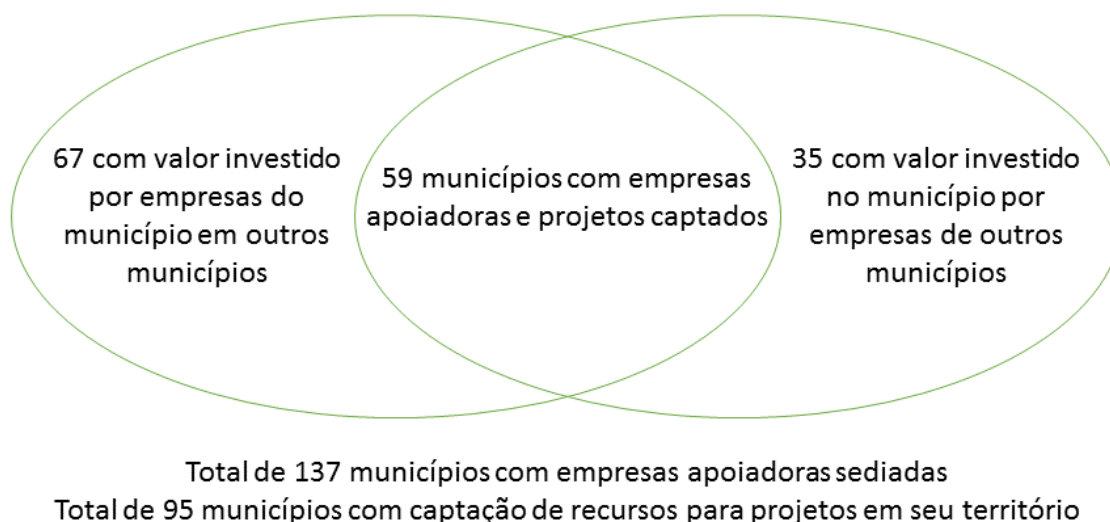 67 com valor investido
por empresas do
município em outros
municípios
59 municípios com empresas
apoiadoras e projetos captados
35 com valor investido
no município por
empresas de outros
municípios
Total de 137 municípios com empresas apoiadoras sediadas
Total de 95 municípios com captação de recursos para projetos em seu território